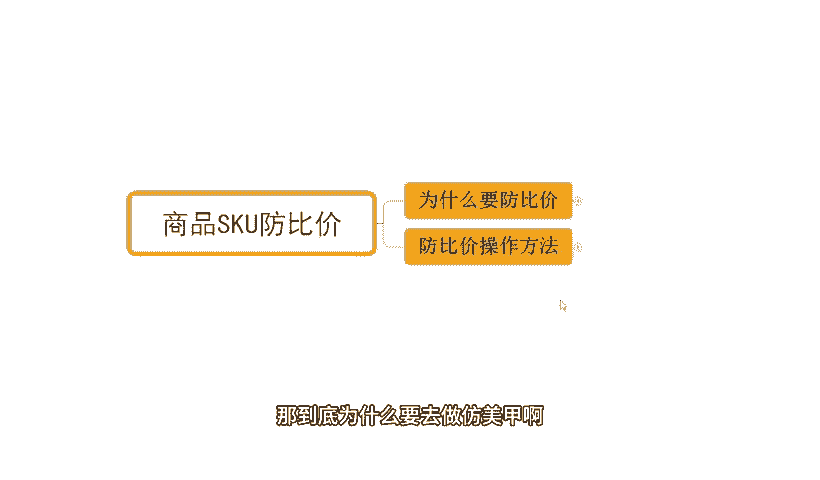 商品SKU防比价
为什么要防比价
防比价操作方法
那到底为什么要去做仿美甲啊